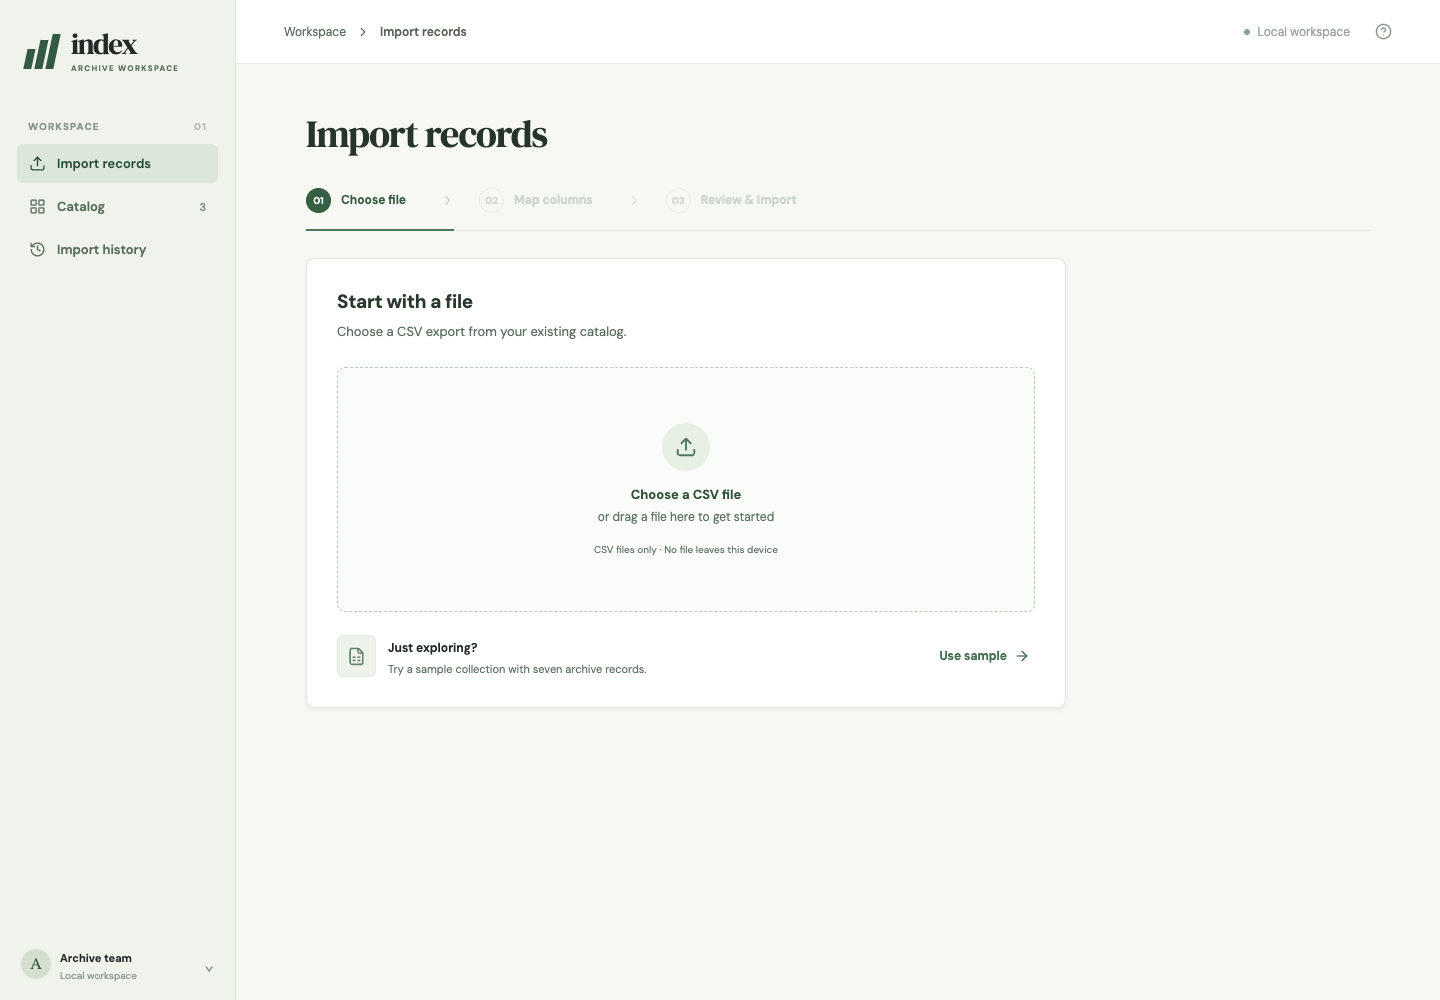 index
ARCHIVE WORKSPACE
WORKSPACE 01
Import records
Catalog 3
Import history
A
Archive team
Local workspace
Workspace Import records
Local workspace
Import records
01 Choose file 02 Map columns 03 Review & import
Start with a file
Choose a CSV export from your existing catalog.
Choose a CSV file
or drag a file here to get started
CSV files only · No file leaves this device
Just exploring?
Try a sample collection with seven archive records.
Use sample